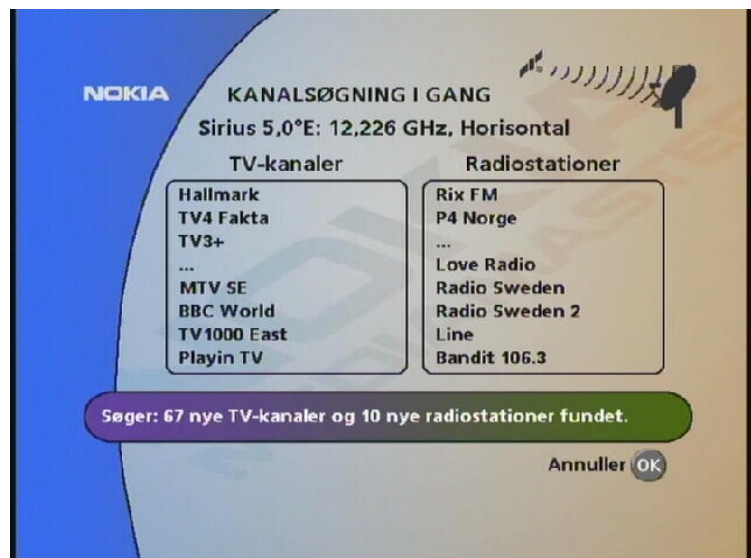 NOKIA
KANALSØGNING I GANG
Sirius 5,0°E: 12,226 GHz, Horisontal
TV-kanaler
Hallmark
TV4 Fakta
TV3+
...
MTV SE
BBC World
TV1000 East
Playin TV
Radiostationer
Rix FM
P4 Norge
...
Love Radio
Radio Sweden
Radio Sweden 2
Line
Bandit 106.3
Søger: 67 nye TV-kanaler og 10 nye radiostationer fundet.
Annuller OK
NOKIA